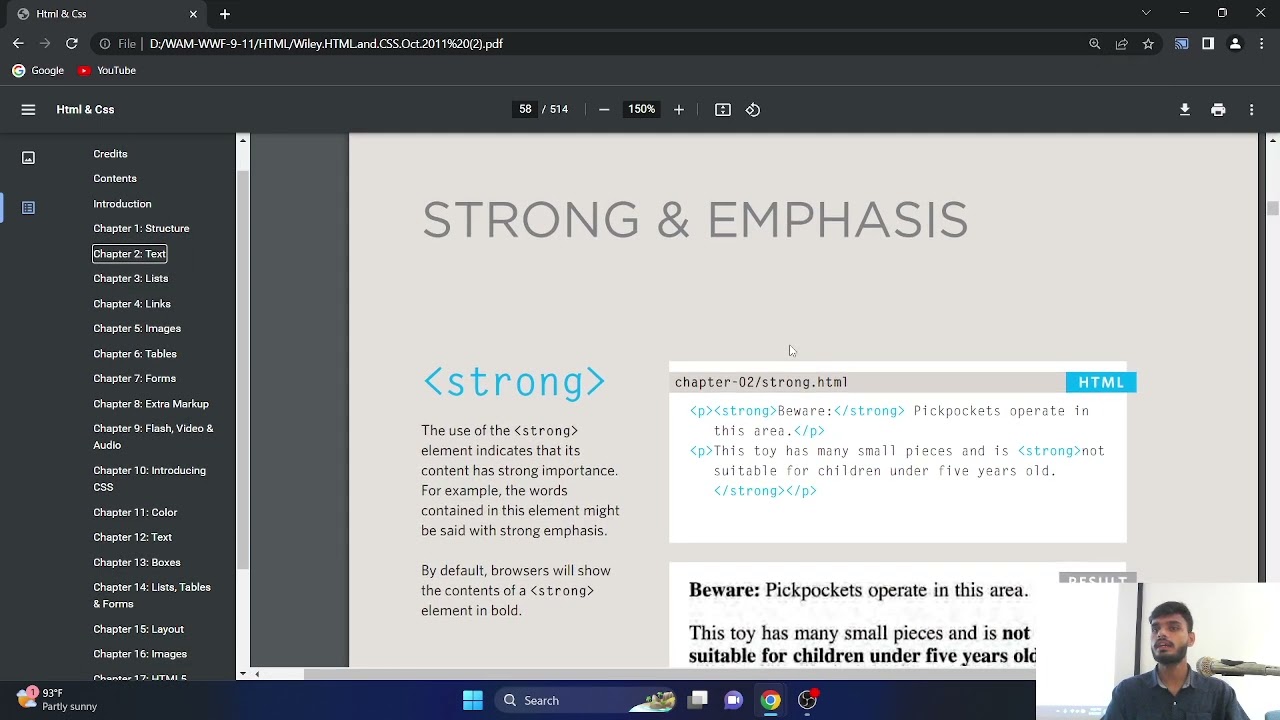 Html & Css
File
D:/WAM-WWF-9-11/HTML/Wiley.HTML.and.CSS.Oct.2011%20(2).pdf
Google
YouTube
Html & Css
58 / 514
150%
Credits
Contents
Introduction
Chapter 1: Structure
Chapter 2: Text
Chapter 3: Lists
Chapter 4: Links
Chapter 5: Images
Chapter 6: Tables
Chapter 7: Forms
Chapter 8: Extra Markup
Chapter 9: Flash, Video &
Audio
Chapter 10: Introducing
CSS
Chapter 11: Color
Chapter 12: Text
Chapter 13: Boxes
Chapter 14: Lists, Tables
& Forms
Chapter 15: Layout
Chapter 16: Images
Chapter 17: HTML5
STRONG & EMPHASIS
<strong>
The use of the <strong>
element indicates that its
content has strong importance.
For example, the words
contained in this element might
be said with strong emphasis.
By default, browsers will show
the contents of a <strong>
element in bold.
chapter-02/strong.html
HTML
<p><strong>Beware:</strong> Pickpockets operate in
this area.</p>
<p>This toy has many small pieces and is <strong>not
suitable for children under five years old.
</strong></p>
RESULT
Beware: Pickpockets operate in this area.
This toy has many small pieces and is not
suitable for children under five years old
1
93°F
Partly sunny
Search